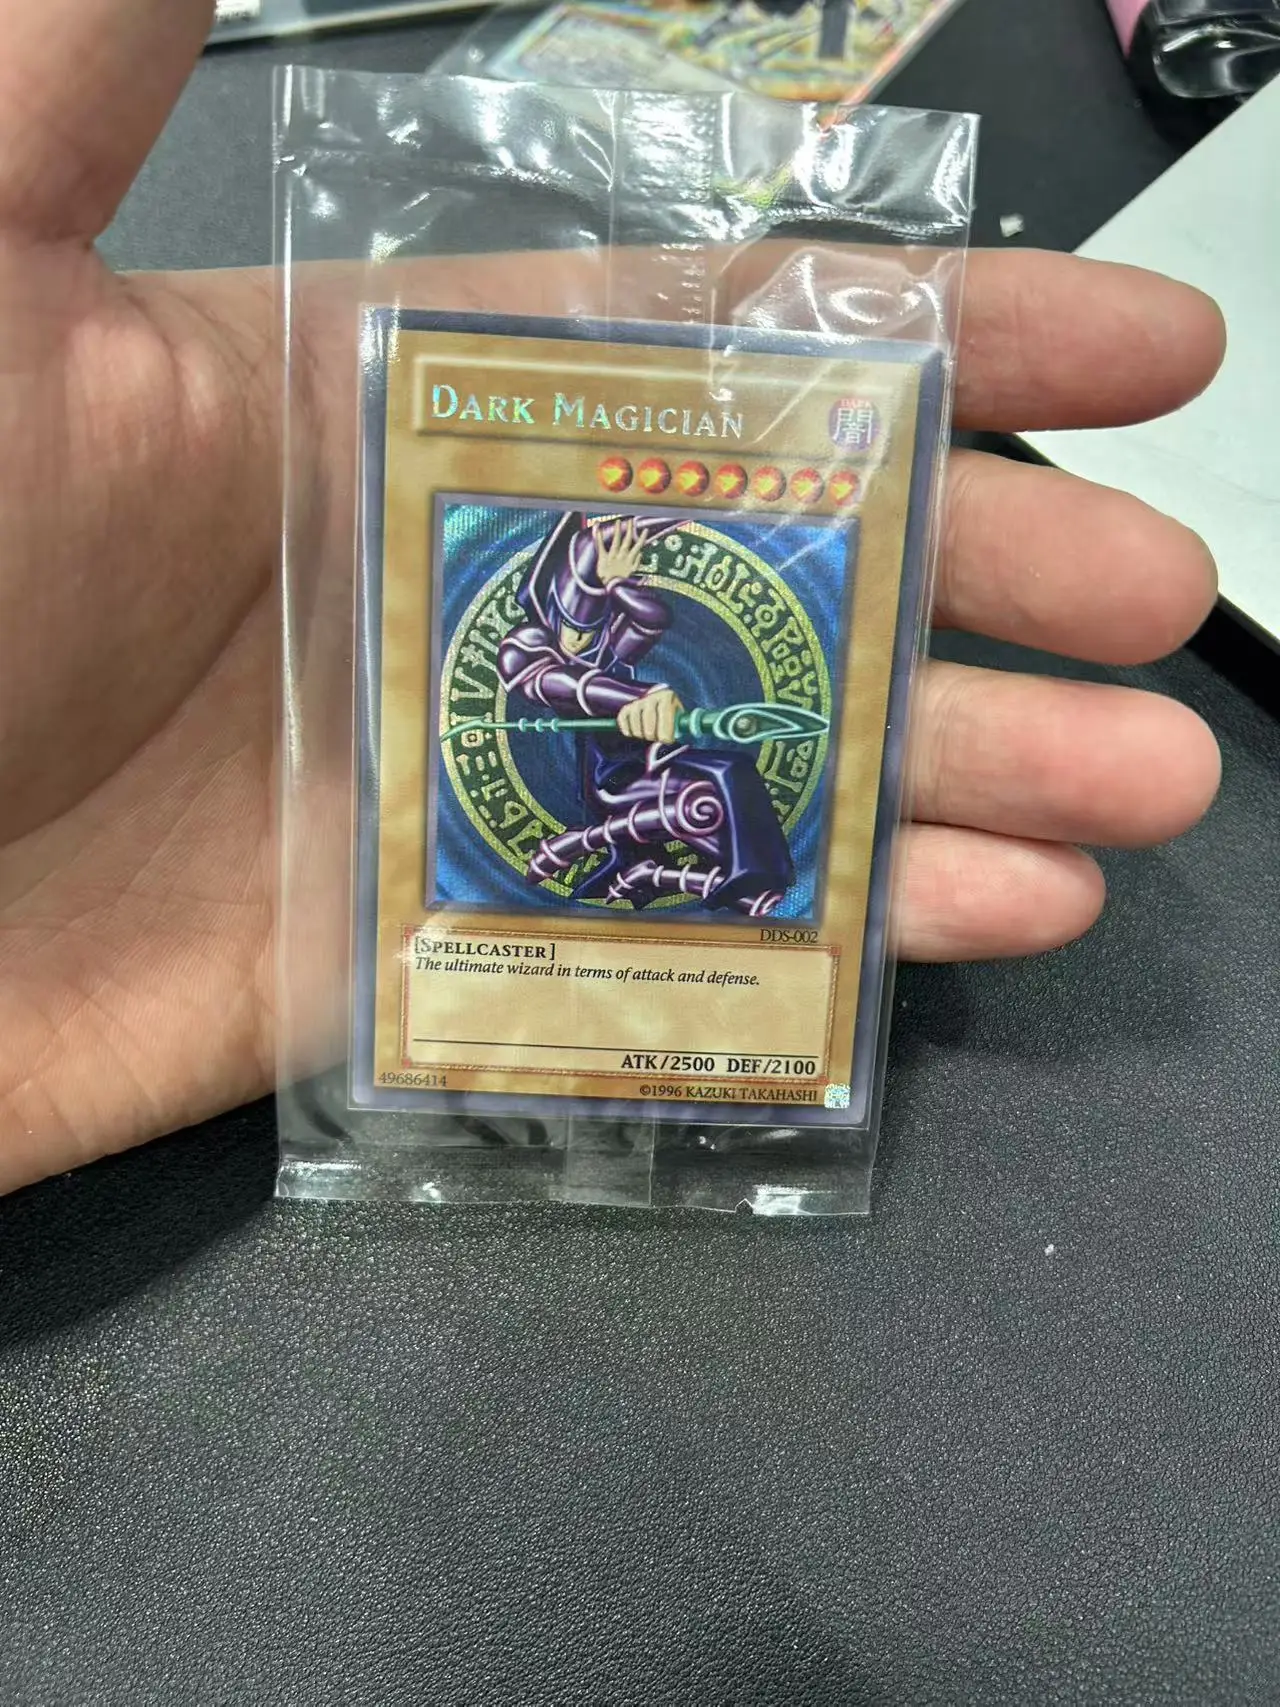 DARK MAGICIAN
DARK
闇
DDS-002
[SPELLCASTER]
The ultimate wizard in terms of attack and defense.
ATK/2500 DEF/2100
49686414
©1996 KAZUKI TAKAHASHI